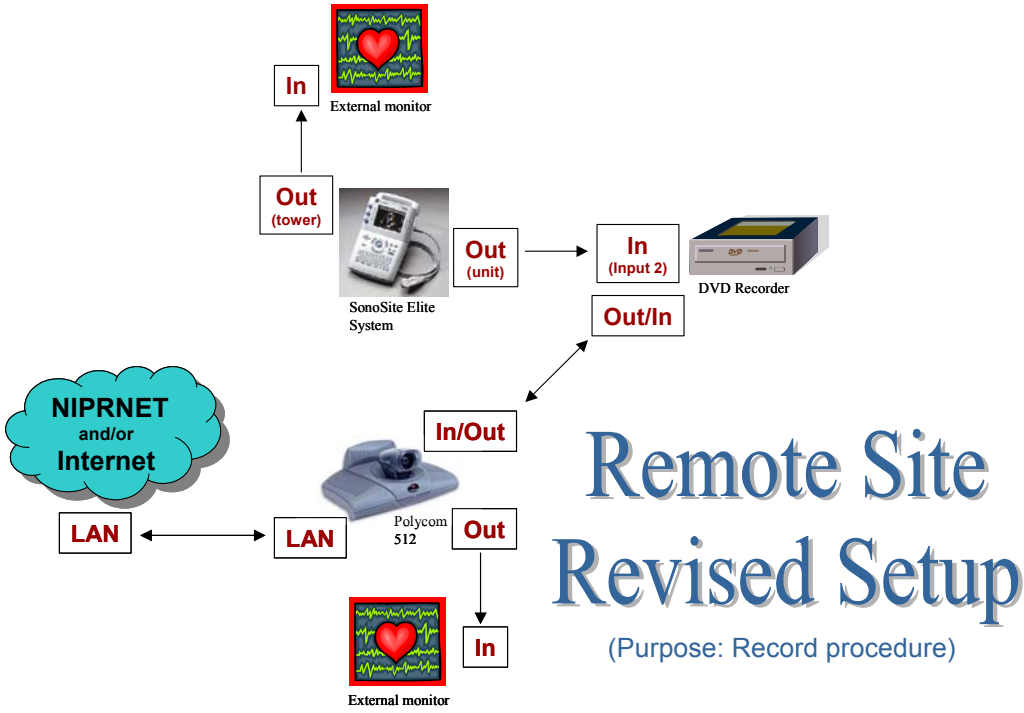 In
External monitor
Out
(tower)
Out
(unit)
In
(Input 2)
DVD
DVD Recorder
SonoSite Elite
System
Out/In
NIPRNET
and/or
Internet
In/Out
LAN
LAN
Polycom
512
Out
In
External monitor
Remote Site
Revised Setup
(Purpose: Record procedure)